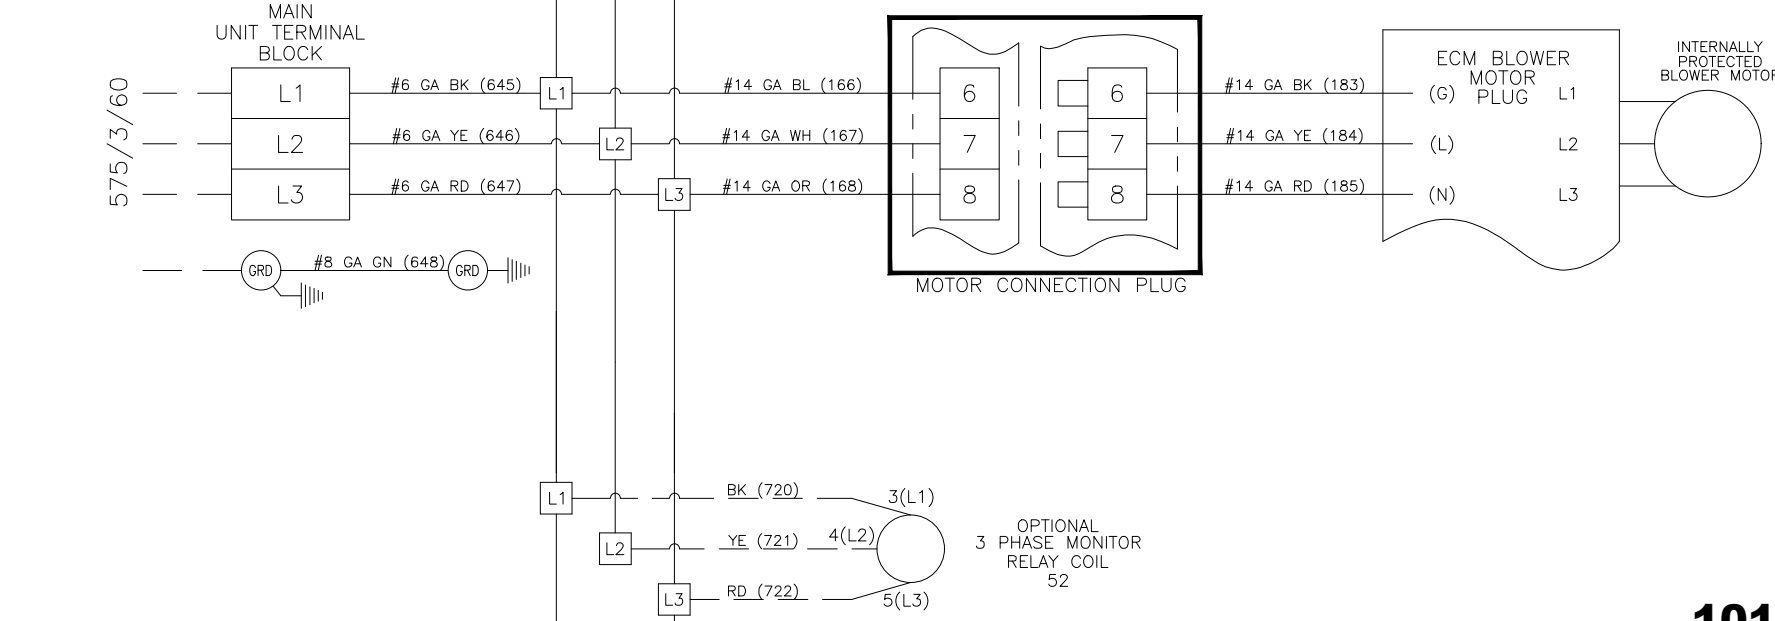 MAIN
UNIT TERMINAL
BLOCK
575/3/60
L1
#6 GA BK (645)
L1
#14 GA BL (166)
6
6
#14 GA BK (183)
(G)
L2
#6 GA YE (646)
L2
#14 GA WH (167)
7
7
#14 GA YE (184)
(L)
L3
#6 GA RD (647)
L3
#14 GA OR (168)
8
8
#14 GA RD (185)
(N)
ECM BLOWER
MOTOR
PLUG
L1
L2
L3
INTERNALLY
PROTECTED
BLOWER MOTOR
GRD
#8 GA GN (648)
GRD
MOTOR CONNECTION PLUG
L1
BK (720)
3(L1)
L2
YE (721)
4(L2)
L3
RD (722)
5(L3)
OPTIONAL
3 PHASE MONITOR
RELAY COIL
52
101